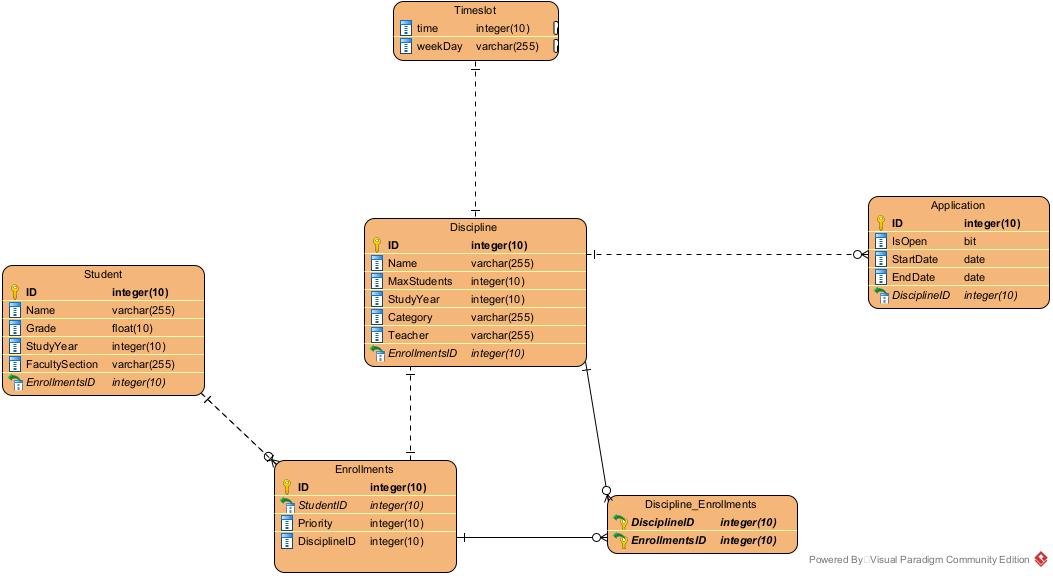 Timeslot
time integer(10)
weekDay varchar(255)
Discipline
ID integer(10)
Name varchar(255)
MaxStudents integer(10)
StudyYear integer(10)
Category varchar(255)
Teacher varchar(255)
EnrollmentsID integer(10)
Application
ID integer(10)
IsOpen bit
StartDate date
EndDate date
DisciplineID integer(10)
Student
ID integer(10)
Name varchar(255)
Grade float(10)
StudyYear integer(10)
FacultySection varchar(255)
EnrollmentsID integer(10)
Enrollments
ID integer(10)
StudentID integer(10)
Priority integer(10)
DisciplineID integer(10)
Discipline_Enrollments
DisciplineID integer(10)
EnrollmentsID integer(10)
Powered By Visual Paradigm Community Edition